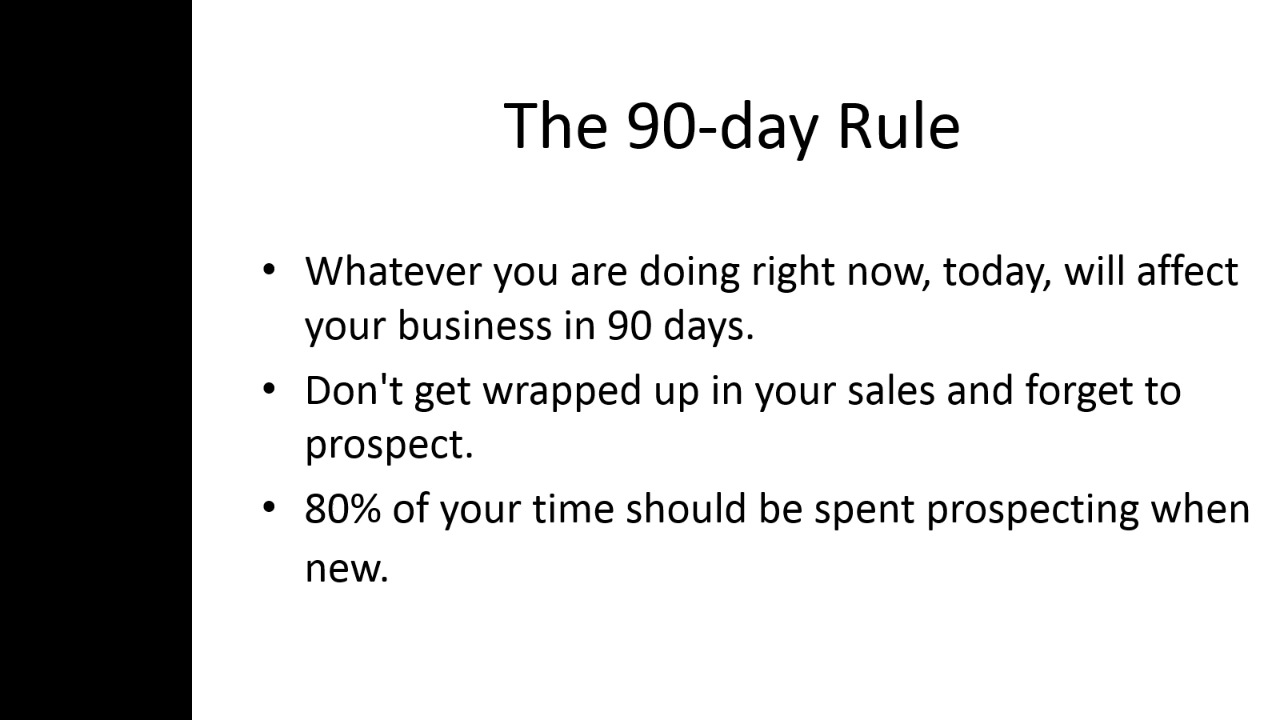 The 90-day Rule
• Whatever you are doing right now, today, will affect
your business in 90 days.
• Don't get wrapped up in your sales and forget to
prospect.
• 80% of your time should be spent prospecting when
new.